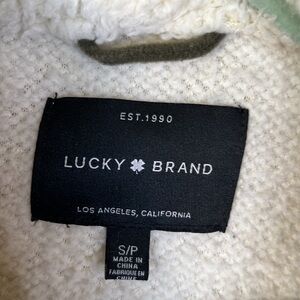 EST.1990
LUCKY BRAND
LOS ANGELES, CALIFORNIA
S/P
MADE IN
CHINA
FABRIQUÉ EN
CHINE